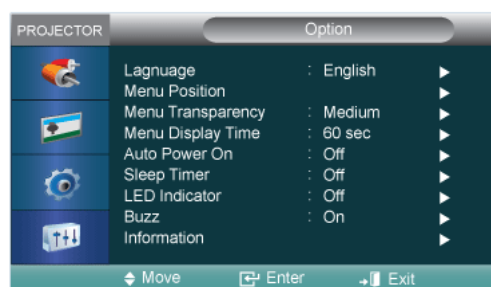 PROJECTOR Option
Lagnuage : English
Menu Position
Menu Transparency : Medium
Menu Display Time : 60 sec
Auto Power On : Off
Sleep Timer : Off
LED Indicator : Off
Buzz : On
Information
Move Enter Exit